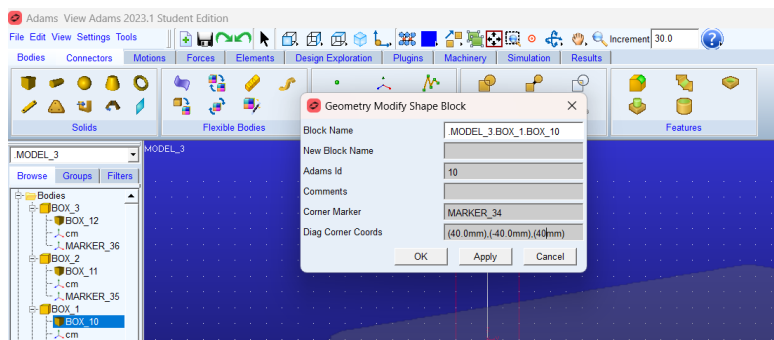 Adams View Adams 2023.1 Student Edition
File Edit View Settings Tools
Increment 30.0 ?
Bodies Connectors Motions Forces Elements Design Exploration Plugins Machinery Simulation Results
Solids Flexible Bodies Features
Geometry Modify Shape Block
Block Name .MODEL_3.BOX_1.BOX_10
New Block Name
Adams Id 10
Comments
Corner Marker MARKER_34
Diag Corner Coords (40.0mm),(-40.0mm),(40mm)
OK Apply Cancel
.MODEL_3
MODEL_3
Browse Groups Filters
Bodies
BOX_3
BOX_12
cm
MARKER_36
BOX_2
BOX_11
cm
MARKER_35
BOX_1
BOX_10
cm